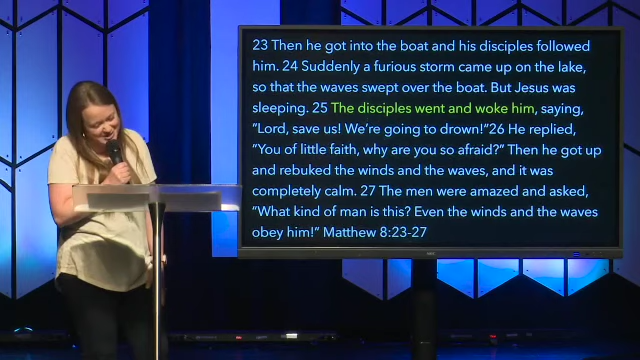 23 Then he got into the boat and his disciples followed
him. 24 Suddenly a furious storm came up on the lake,
so that the waves swept over the boat. But Jesus was
sleeping. 25 The disciples went and woke him, saying,
"Lord, save us! We're going to drown!"26 He replied,
"You of little faith, why are you so afraid?" Then he got up
and rebuked the winds and the waves, and it was
completely calm. 27 The men were amazed and asked,
"What kind of man is this? Even the winds and the waves
obey him!" Matthew 8:23-27